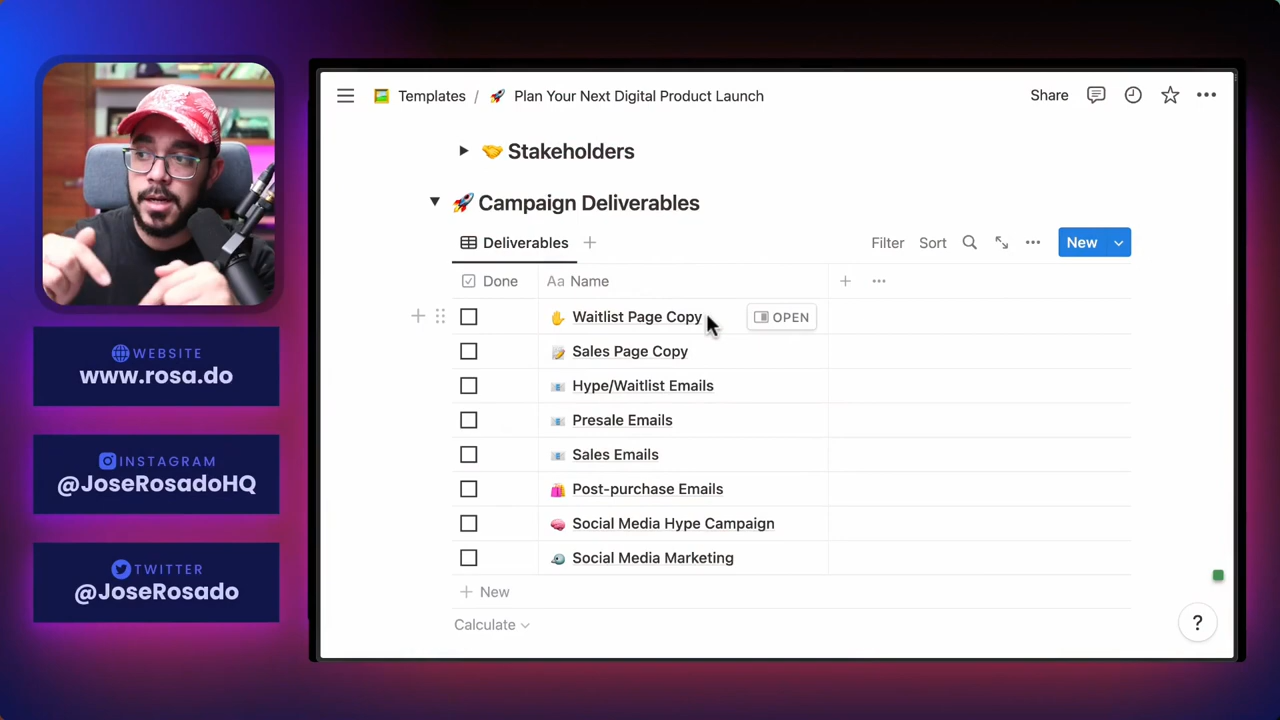 WEBSITE
www.rosa.do
INSTAGRAM
@JoseRosadoHQ
TWITTER
@JoseRosado
Templates / Plan Your Next Digital Product Launch
Share
Stakeholders
Campaign Deliverables
Deliverables
Filter Sort New
Done Aa Name
Waitlist Page Copy OPEN
Sales Page Copy
Hype/Waitlist Emails
Presale Emails
Sales Emails
Post-purchase Emails
Social Media Hype Campaign
Social Media Marketing
+ New
Calculate
?